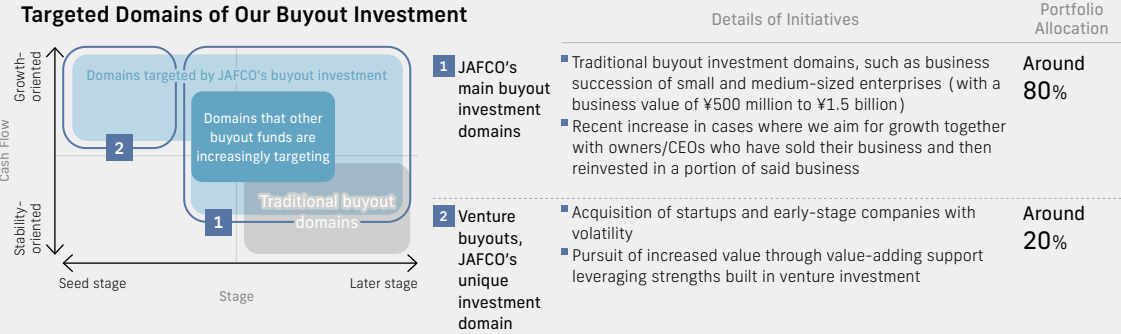 Targeted Domains of Our Buyout Investment
Growth-
oriented
Cash Flow
Stability-
oriented
Domains targeted by JAFCO's buyout investment
Domains that other
buyout funds are
increasingly targeting
2
Traditional buyout
domains
1
Seed stage
Later stage
Stage
Details of Initiatives
Portfolio
Allocation
1
JAFCO's
main buyout
investment
domains
Traditional buyout investment domains, such as business
succession of small and medium-sized enterprises (with a
business value of ¥500 million to ¥1.5 billion)
Recent increase in cases where we aim for growth together
with owners/CEOs who have sold their business and then
reinvested in a portion of said business
Around
80%
2
Venture
buyouts,
JAFCO's
unique
investment
domain
Acquisition of startups and early-stage companies with
volatility
Pursuit of increased value through value-adding support
leveraging strengths built in venture investment
Around
20%